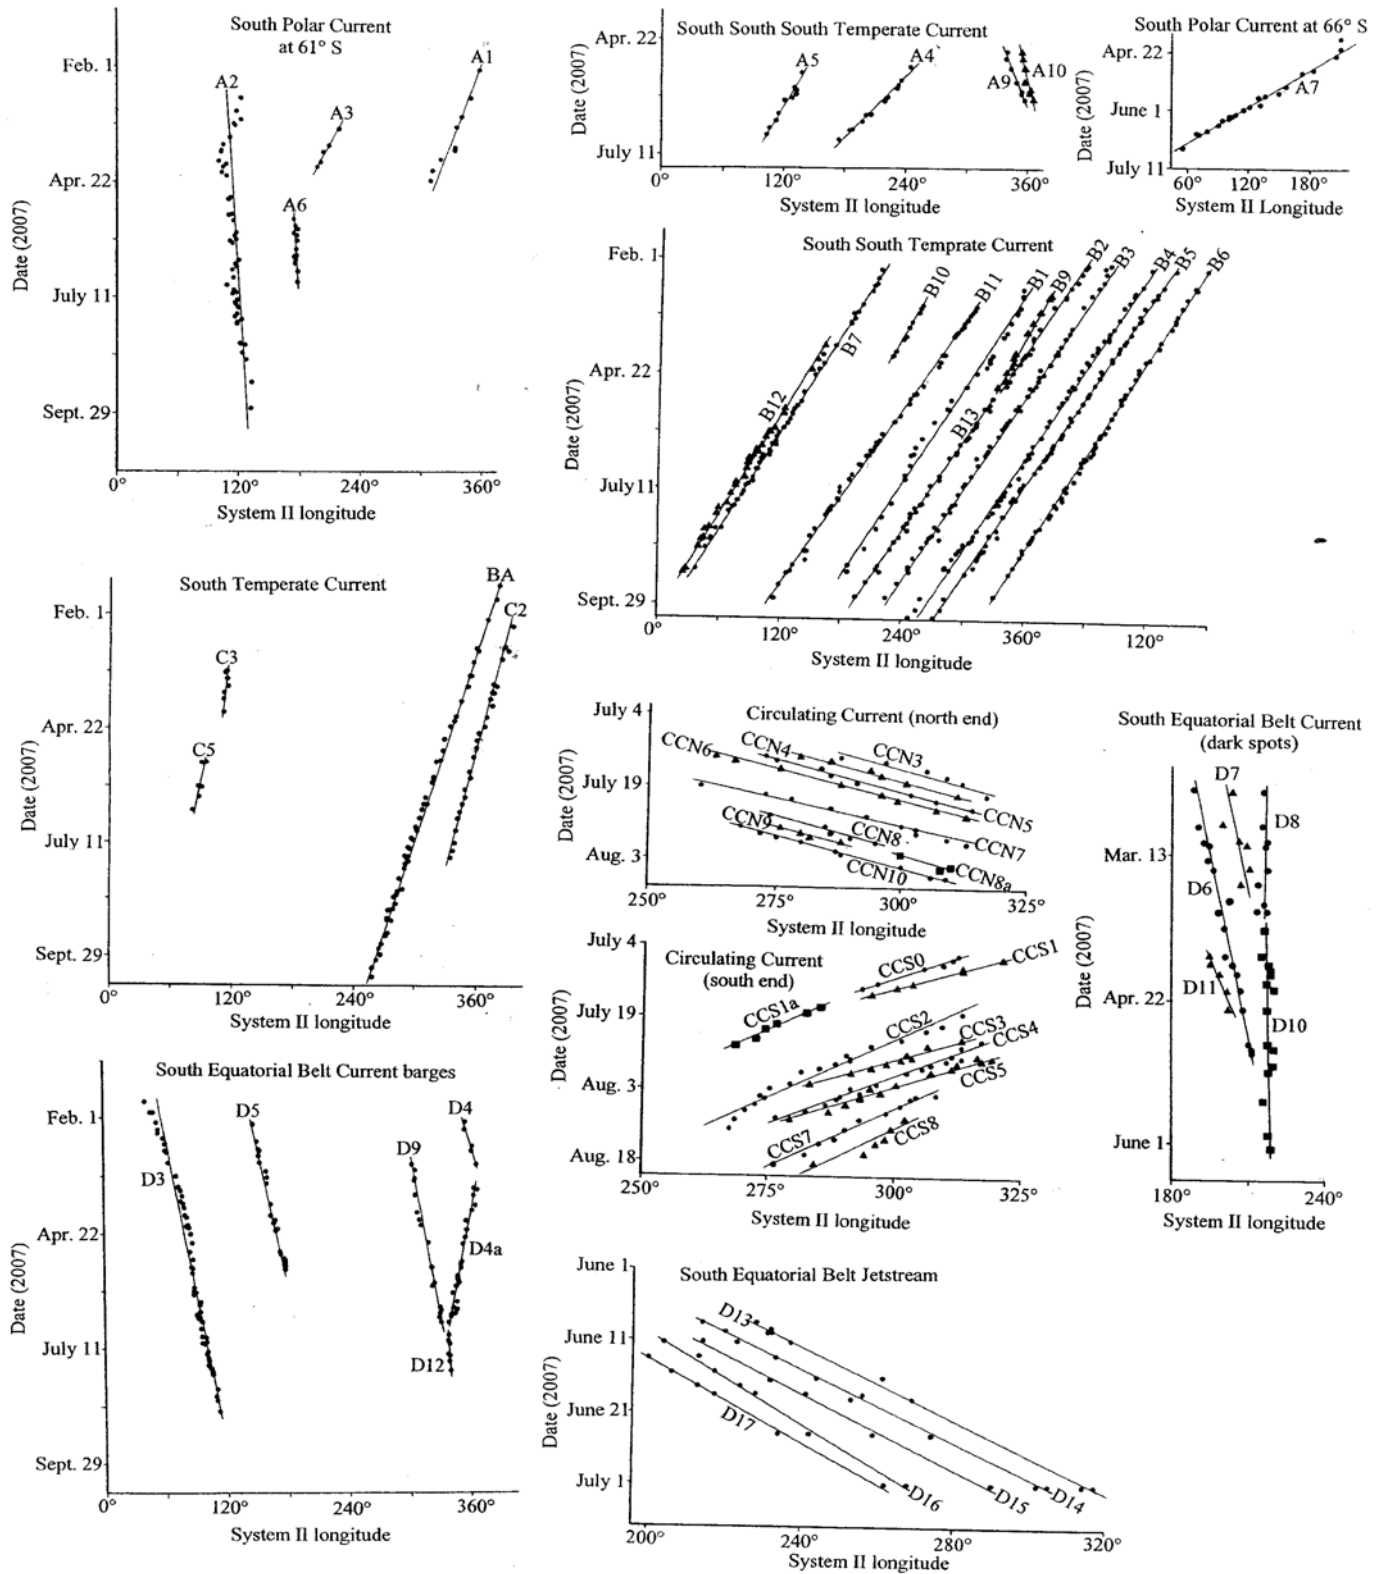 South Polar Current
at 61° S
Feb. 1
Apr. 22
July 11
Sept. 29
Date (2007)
A2
A3
A1
A6
0°
120°
240°
360°
System II longitude
South South South Temperate Current
Apr. 22
July 11
Date (2007)
A5
A4
A9
A10
0°
120°
240°
360°
System II longitude
South Polar Current at 66° S
Apr. 22
June 1
July 11
Date (2007)
A7
60°
120°
180°
System II Longitude
South South Temprate Current
Feb. 1
Apr. 22
July 11
Sept. 29
Date (2007)
B7
B10
B11
B1
B9
B2
B3
B4
B5
B6
B12
B13
0°
120°
240°
360°
120°
System II longitude
South Temperate Current
Feb. 1
Apr. 22
July 11
Sept. 29
Date (2007)
BA
C2
C3
C5
0°
120°
240°
360°
System II longitude
Circulating Current (north end)
July 4
July 19
Aug. 3
Date (2007)
CCN6
CCN4
CCN3
CCN5
CCN7
CCN9
CCN8
CCN10
CCN8a
250°
275°
300°
325°
System II longitude
South Equatorial Belt Current
(dark spots)
Mar. 13
Apr. 22
June 1
Date (2007)
D7
D8
D6
D11
D10
180°
240°
System II longitude
Circulating Current
(south end)
July 4
July 19
Aug. 3
Aug. 18
Date (2007)
CCS0
CCS1
CCS1a
CCS2
CCS3
CCS4
CCS5
CCS7
CCS8
250°
275°
300°
325°
System II longitude
South Equatorial Belt Current barges
Feb. 1
Apr. 22
July 11
Sept. 29
Date (2007)
D5
D4
D9
D3
D4a
D12
0°
120°
240°
360°
System II longitude
South Equatorial Belt Jetstream
June 1
June 11
June 21
July 1
Date (2007)
D13
D17
D16
D15
D14
200°
240°
280°
320°
System II longitude